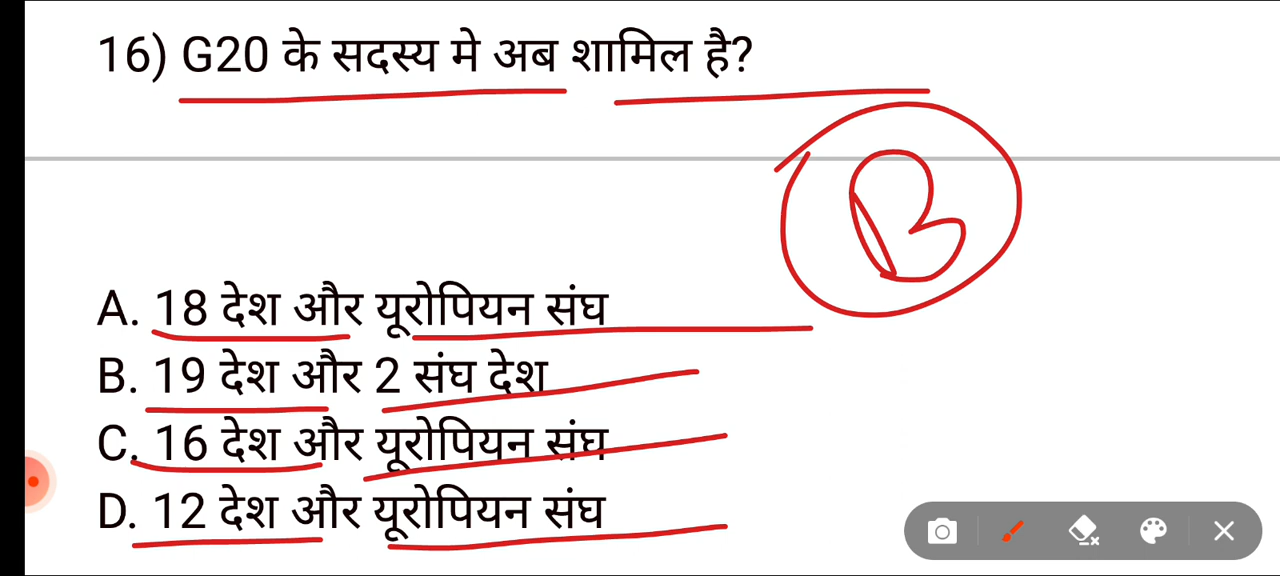 16) G20 के सदस्य मे अब शामिल है?
B
A. 18 देश और यूरोपियन संघ
B. 19 देश और 2 संघ देश
C. 16 देश और यूरोपियन संघ
D. 12 देश और यूरोपियन संघ